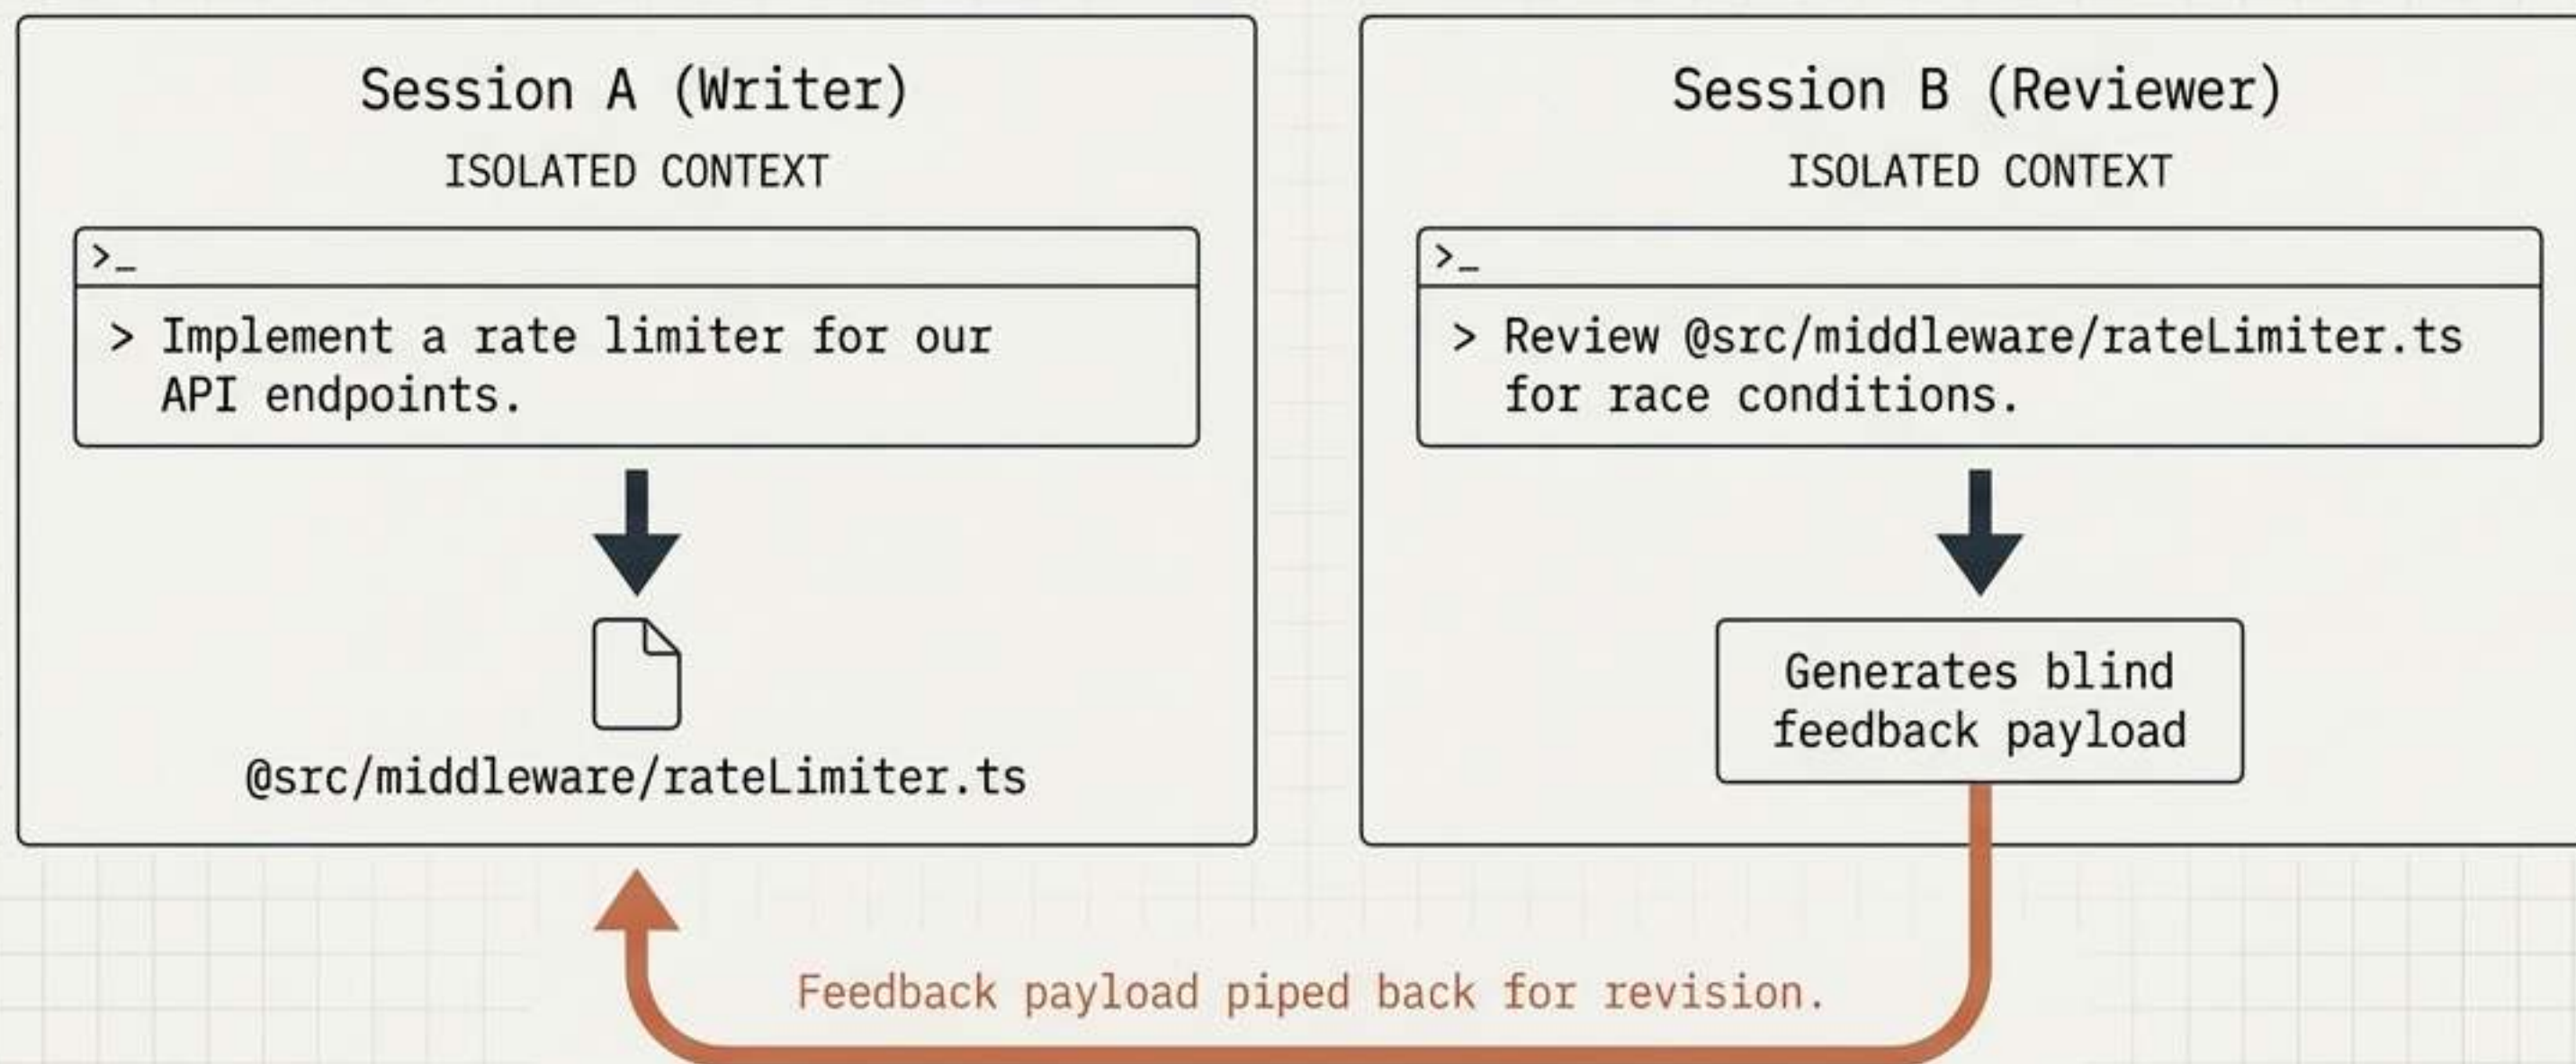 Session A (Writer)
ISOLATED CONTEXT
>_
> Implement a rate limiter for our
API endpoints.
@src/middleware/rateLimiter.ts
Session B (Reviewer)
ISOLATED CONTEXT
>_
> Review @src/middleware/rateLimiter.ts
for race conditions.
Generates blind
feedback payload
Feedback payload piped back for revision.